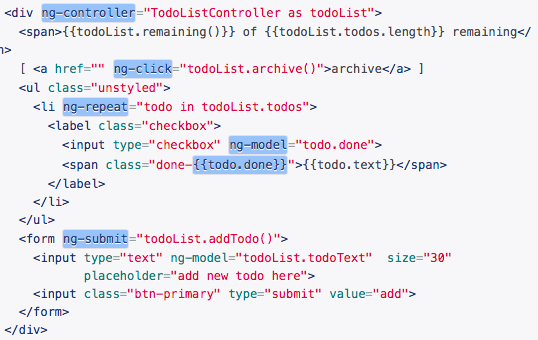 <div ng-controller="TodoListController as todoList">
<span>{{todoList.remaining()}} of {{todoList.todos.length}} remaining</
n>
[ <a href="" ng-click="todoList.archive()">archive</a> ]
<ul class="unstyled">
<li ng-repeat="todo in todoList.todos">
<label class="checkbox">
<input type="checkbox" ng-model="todo.done">
<span class="done-{{todo.done}}">{{todo.text}}</span>
</label>
</li>
</ul>
<form ng-submit="todoList.addTodo()">
<input type="text" ng-model="todoList.todoText"  size="30"
placeholder="add new todo here">
<input class="btn-primary" type="submit" value="add">
</form>
</div>